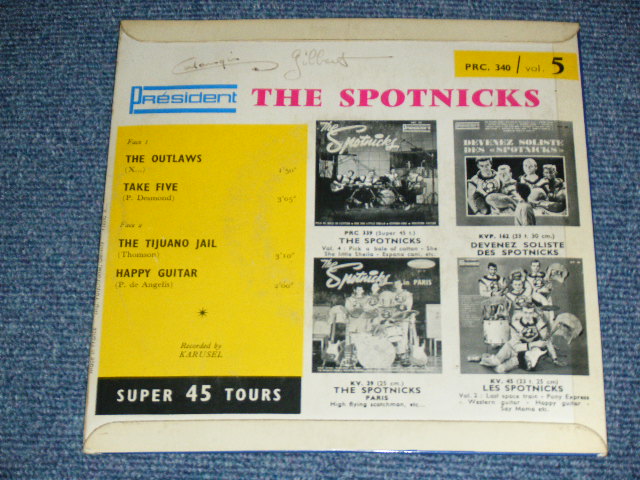 Gilbert
PRC. 340 / vol. 5
Président THE SPOTNICKS
Face 1
THE OUTLAWS
(X...) 1'50"
TAKE FIVE
(P. Desmond) 3'05"
Face 2
THE TIJUANO JAIL
(Thomson) 3'10"
HAPPY GUITAR
(P. de Angelis) 2'00"
Recorded by
KARUSEL
SUPER 45 TOURS
The Spotnicks
PRC 339 (Super 45 t.)
THE SPOTNICKS
Vol. 4 : Pick a bale of cotton - She
She little Sheila - Espana cani, etc.
DEVENEZ SOLISTE
DES «SPOTNICKS»
KVP. 162 (33 t. 30 cm.)
DEVENEZ SOLISTE
DES SPOTNICKS
The Spotnicks
in PARIS
KV. 39 (25 cm.)
THE SPOTNICKS
PARIS
High flying scotchman, etc...
The Spotnicks
KV. 45 (33 t. 25 cm)
LES SPOTNICKS
Vol. 2 : Last space train - Pony Express
- Western guitar - Happy guitar -
Say Mama etc.